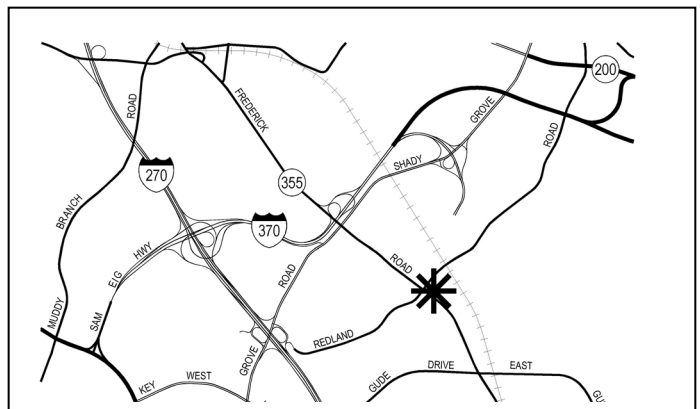 200
ROAD
FREDERICK
GROVE
ROAD
SHADY
270
355
BRANCH
370
HWY
EIG
ROAD
ROAD
MUDDY
SAM
REDLAND
GROVE
DRIVE
EAST
WEST
KEY
GUDE